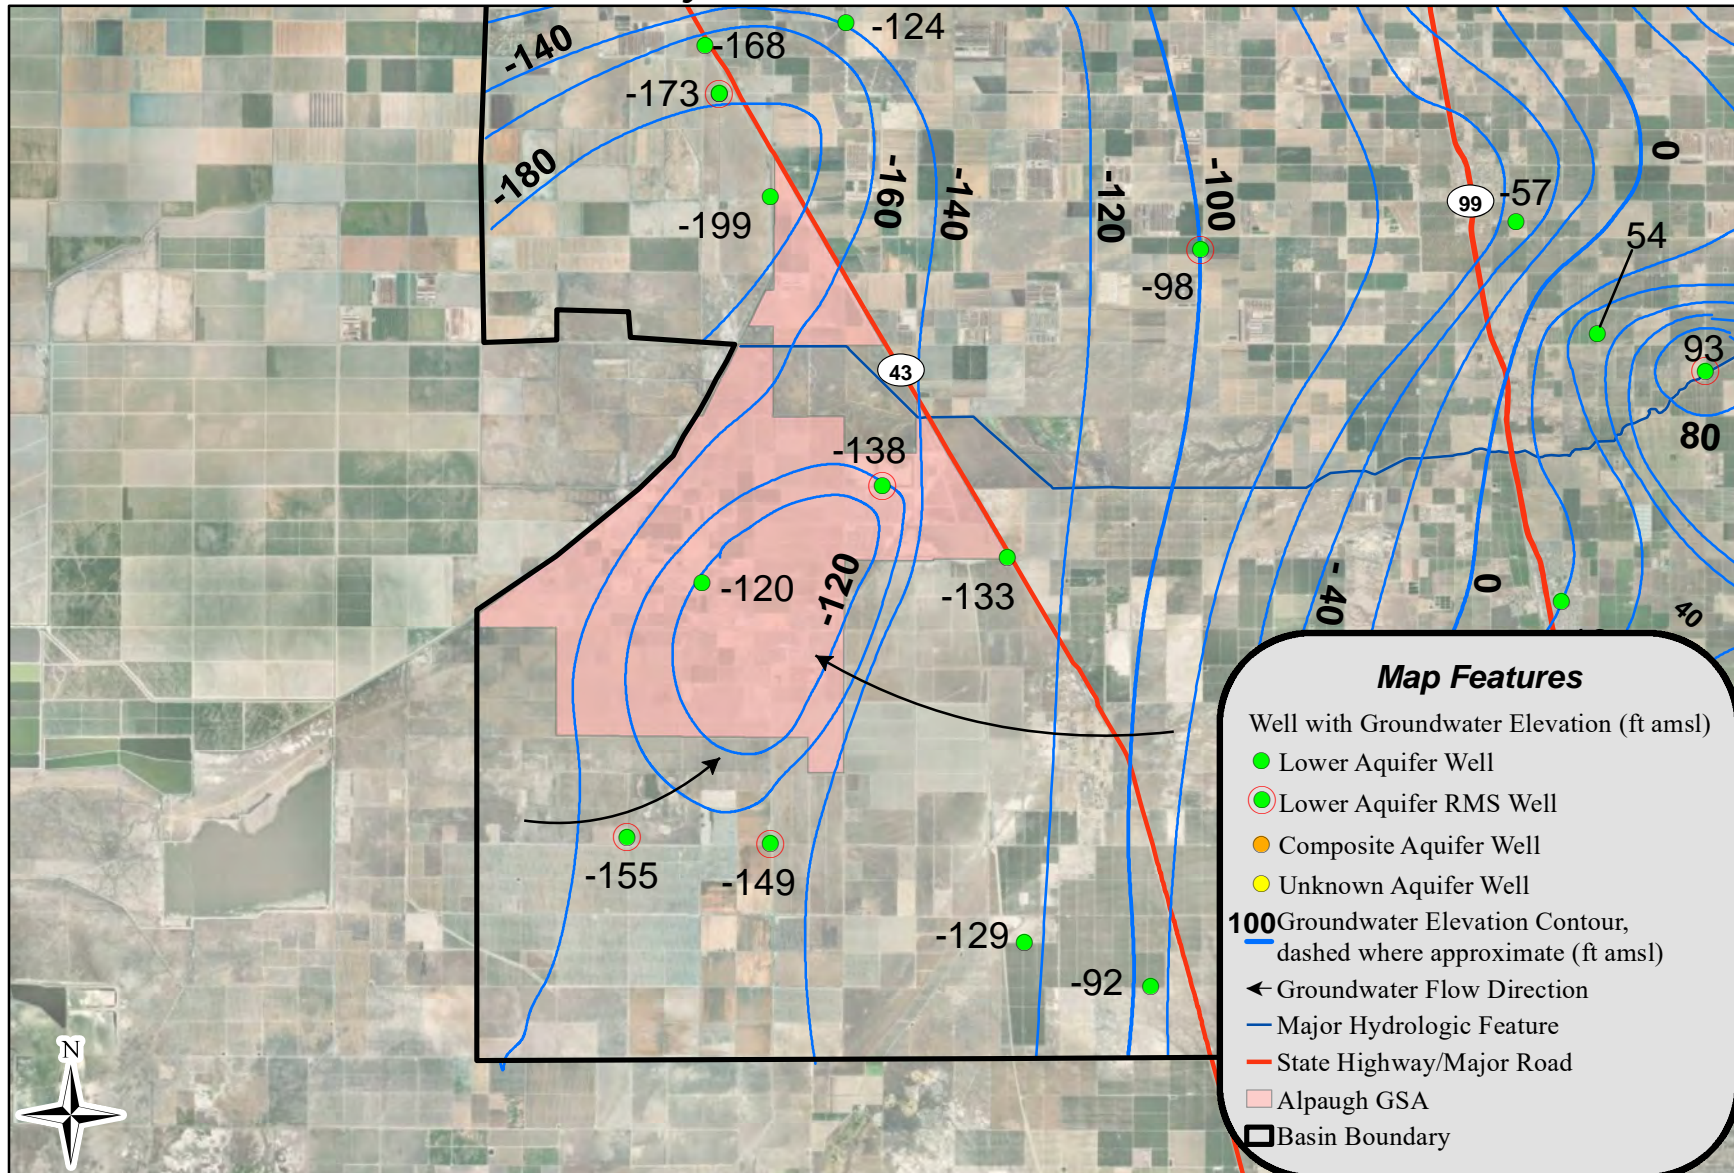 -140
-168
-124
-173
-180
-199
-160
-140
-120
-100
-98
99
-57
0
54
93
80
43
-138
-120
-120
-133
- 40
0
40
-155
-149
-129
-92
N
Map Features
Well with Groundwater Elevation (ft amsl)
Lower Aquifer Well
Lower Aquifer RMS Well
Composite Aquifer Well
Unknown Aquifer Well
100 Groundwater Elevation Contour,
dashed where approximate (ft amsl)
Groundwater Flow Direction
Major Hydrologic Feature
State Highway/Major Road
Alpaugh GSA
Basin Boundary